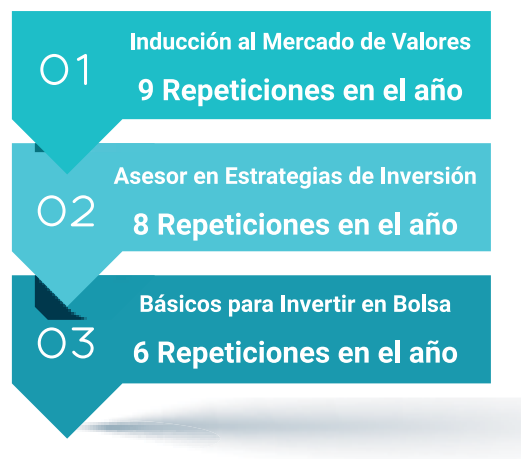 01
Inducción al Mercado de Valores
9 Repeticiones en el año
02
Asesor en Estrategias de Inversión
8 Repeticiones en el año
03
Básicos para Invertir en Bolsa
6 Repeticiones en el año